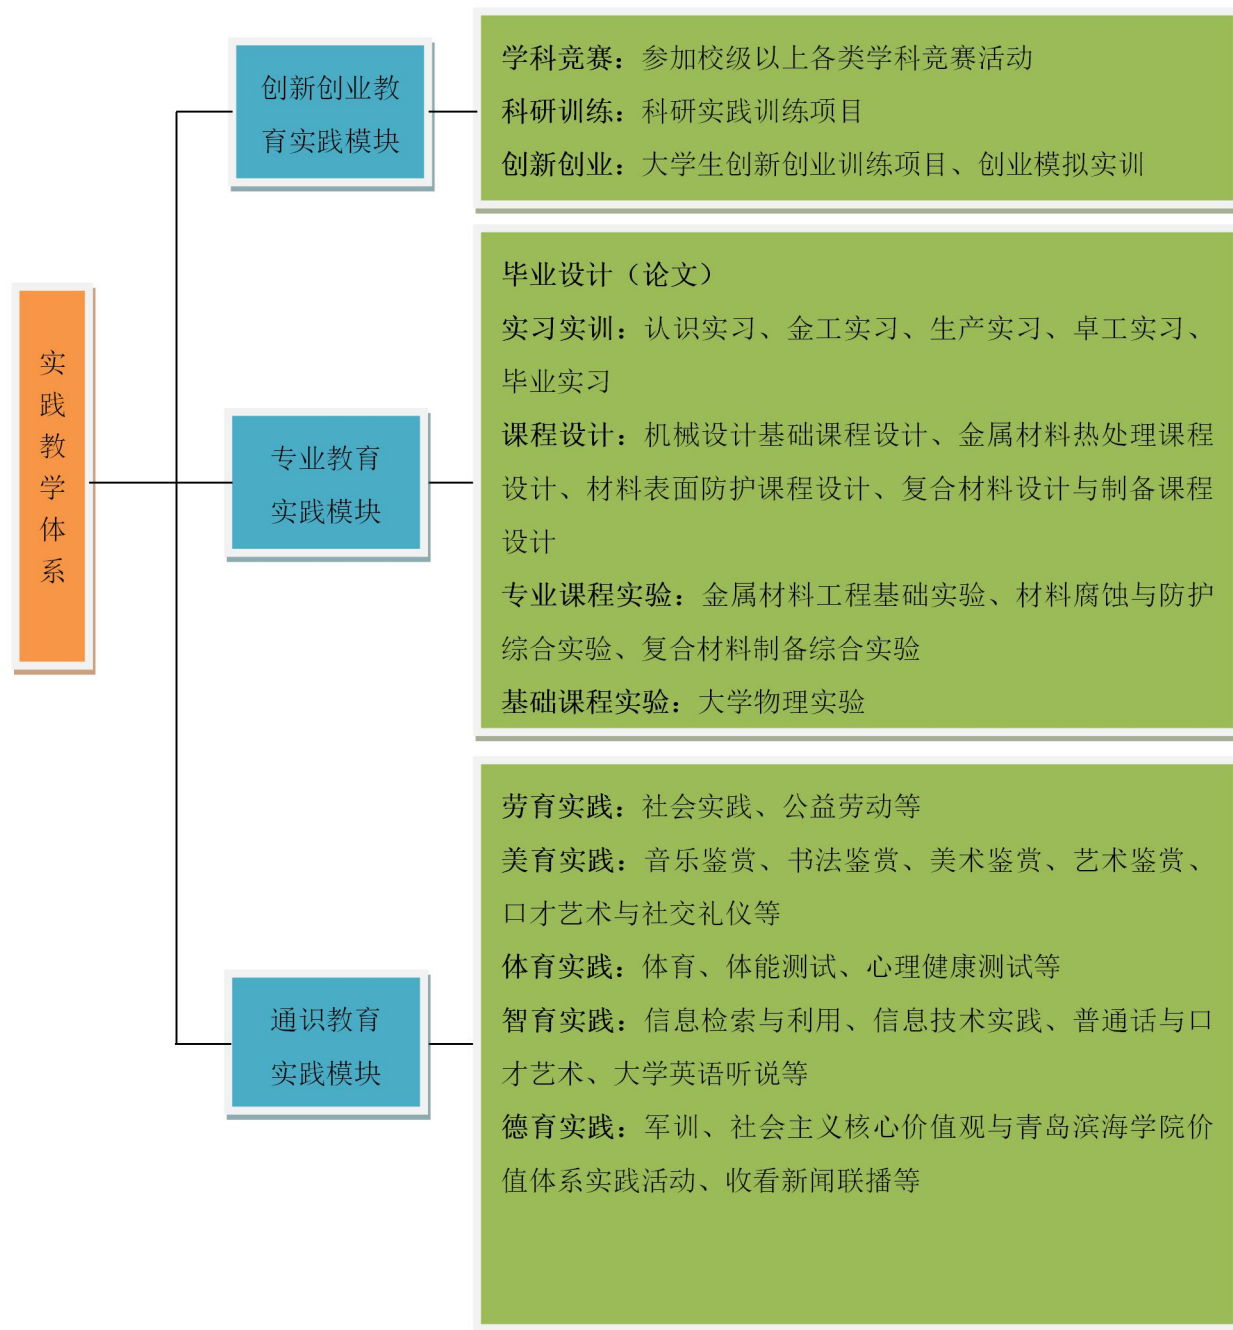 实践教学体系
创新创业教
育实践模块
学科竞赛：参加校级以上各类学科竞赛活动
科研训练：科研实践训练项目
创新创业：大学生创新创业训练项目、创业模拟实训
专业教育
实践模块
毕业设计（论文）
实习实训：认识实习、金工实习、生产实习、卓工实习、
毕业实习
课程设计：机械设计基础课程设计、金属材料热处理课程
设计、材料表面防护课程设计、复合材料设计与制备课程
设计
专业课程实验：金属材料工程基础实验、材料腐蚀与防护
综合实验、复合材料制备综合实验
基础课程实验：大学物理实验
通识教育
实践模块
劳育实践：社会实践、公益劳动等
美育实践：音乐鉴赏、书法鉴赏、美术鉴赏、艺术鉴赏、
口才艺术与社交礼仪等
体育实践：体育、体能测试、心理健康测试等
智育实践：信息检索与利用、信息技术实践、普通话与口
才艺术、大学英语听说等
德育实践：军训、社会主义核心价值观与青岛滨海学院价
值体系实践活动、收看新闻联播等